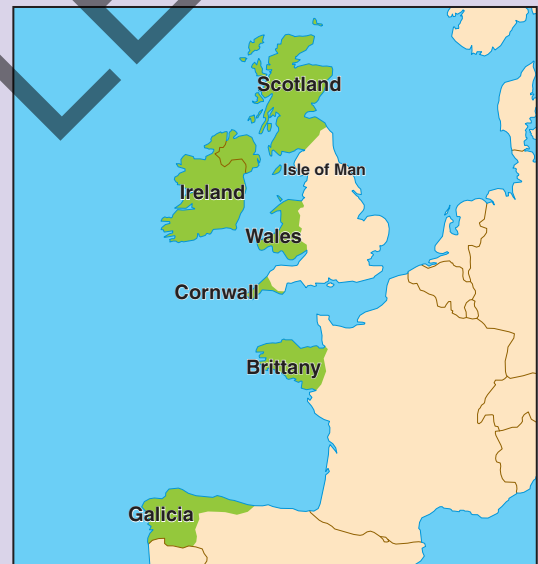 Scotland
Isle of Man
Ireland
Wales
Cornwall
Brittany
Galicia